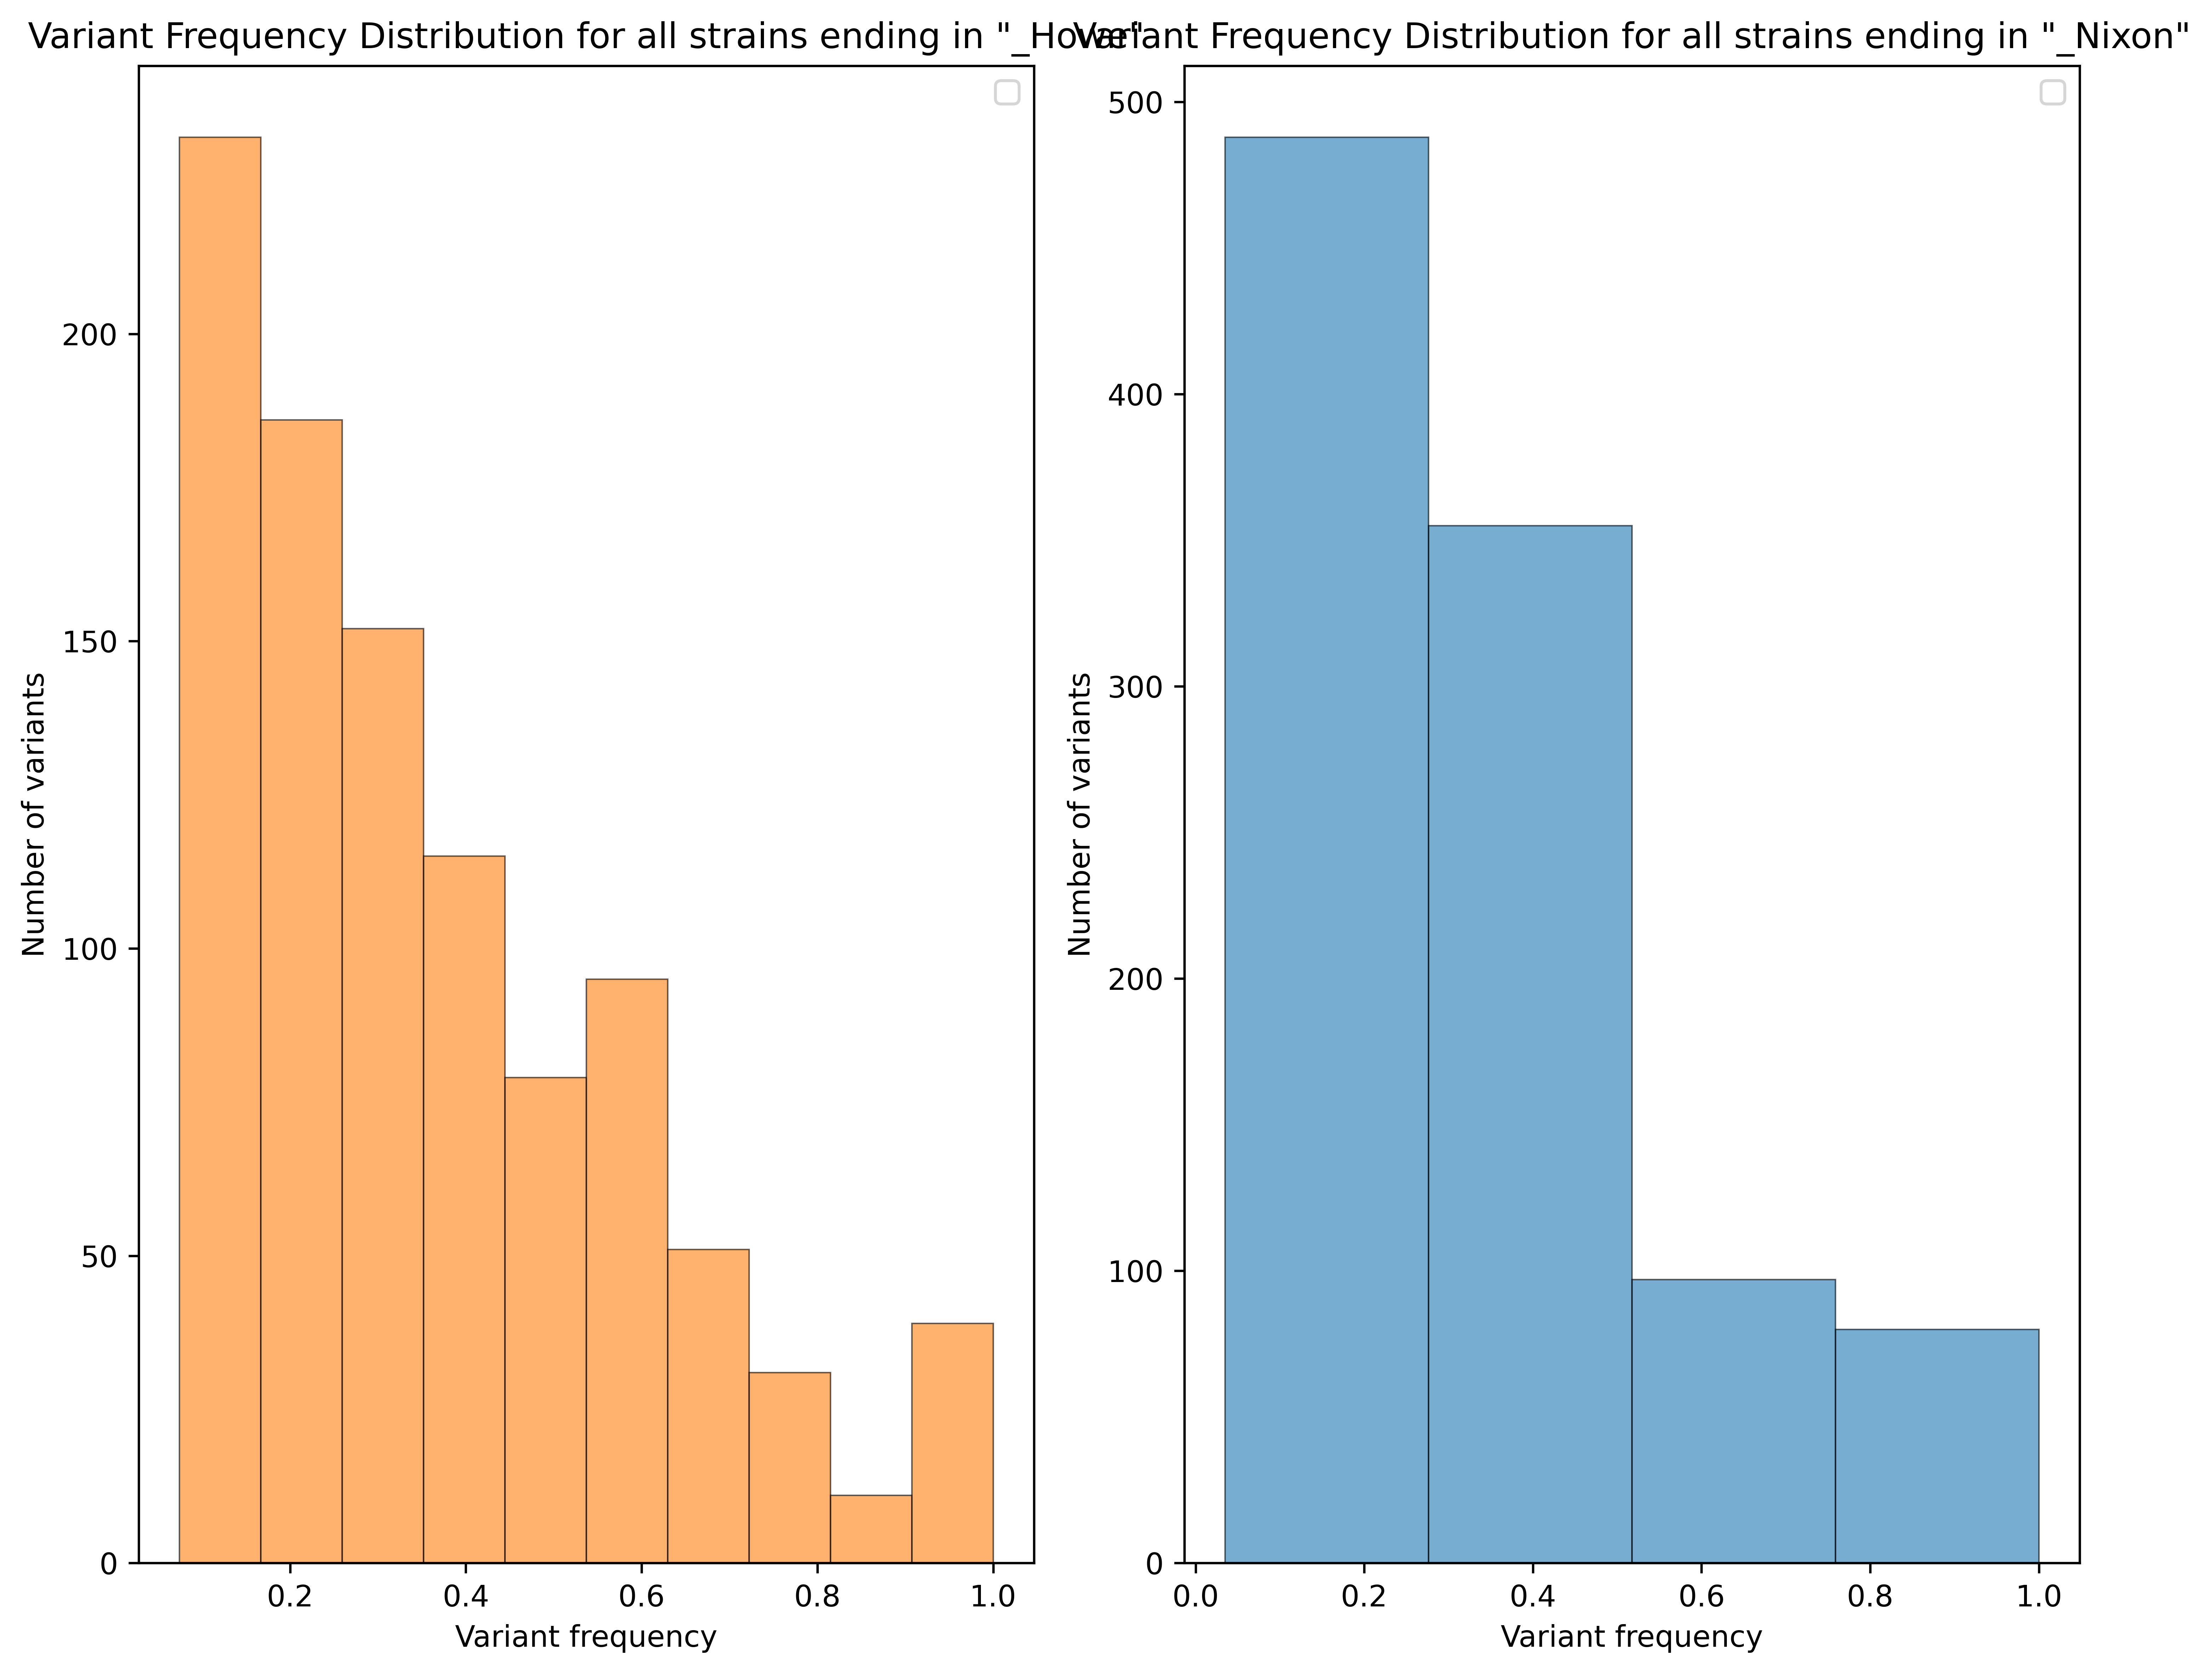 Variant Frequency Distribution for all strains ending in "_Howe"
Variant Frequency Distribution for all strains ending in "_Nixon"
Number of variants
200
150
100
50
0
0.2 0.4 0.6 0.8 1.0
Variant frequency
Number of variants
500
400
300
200
100
0
0.0 0.2 0.4 0.6 0.8 1.0
Variant frequency